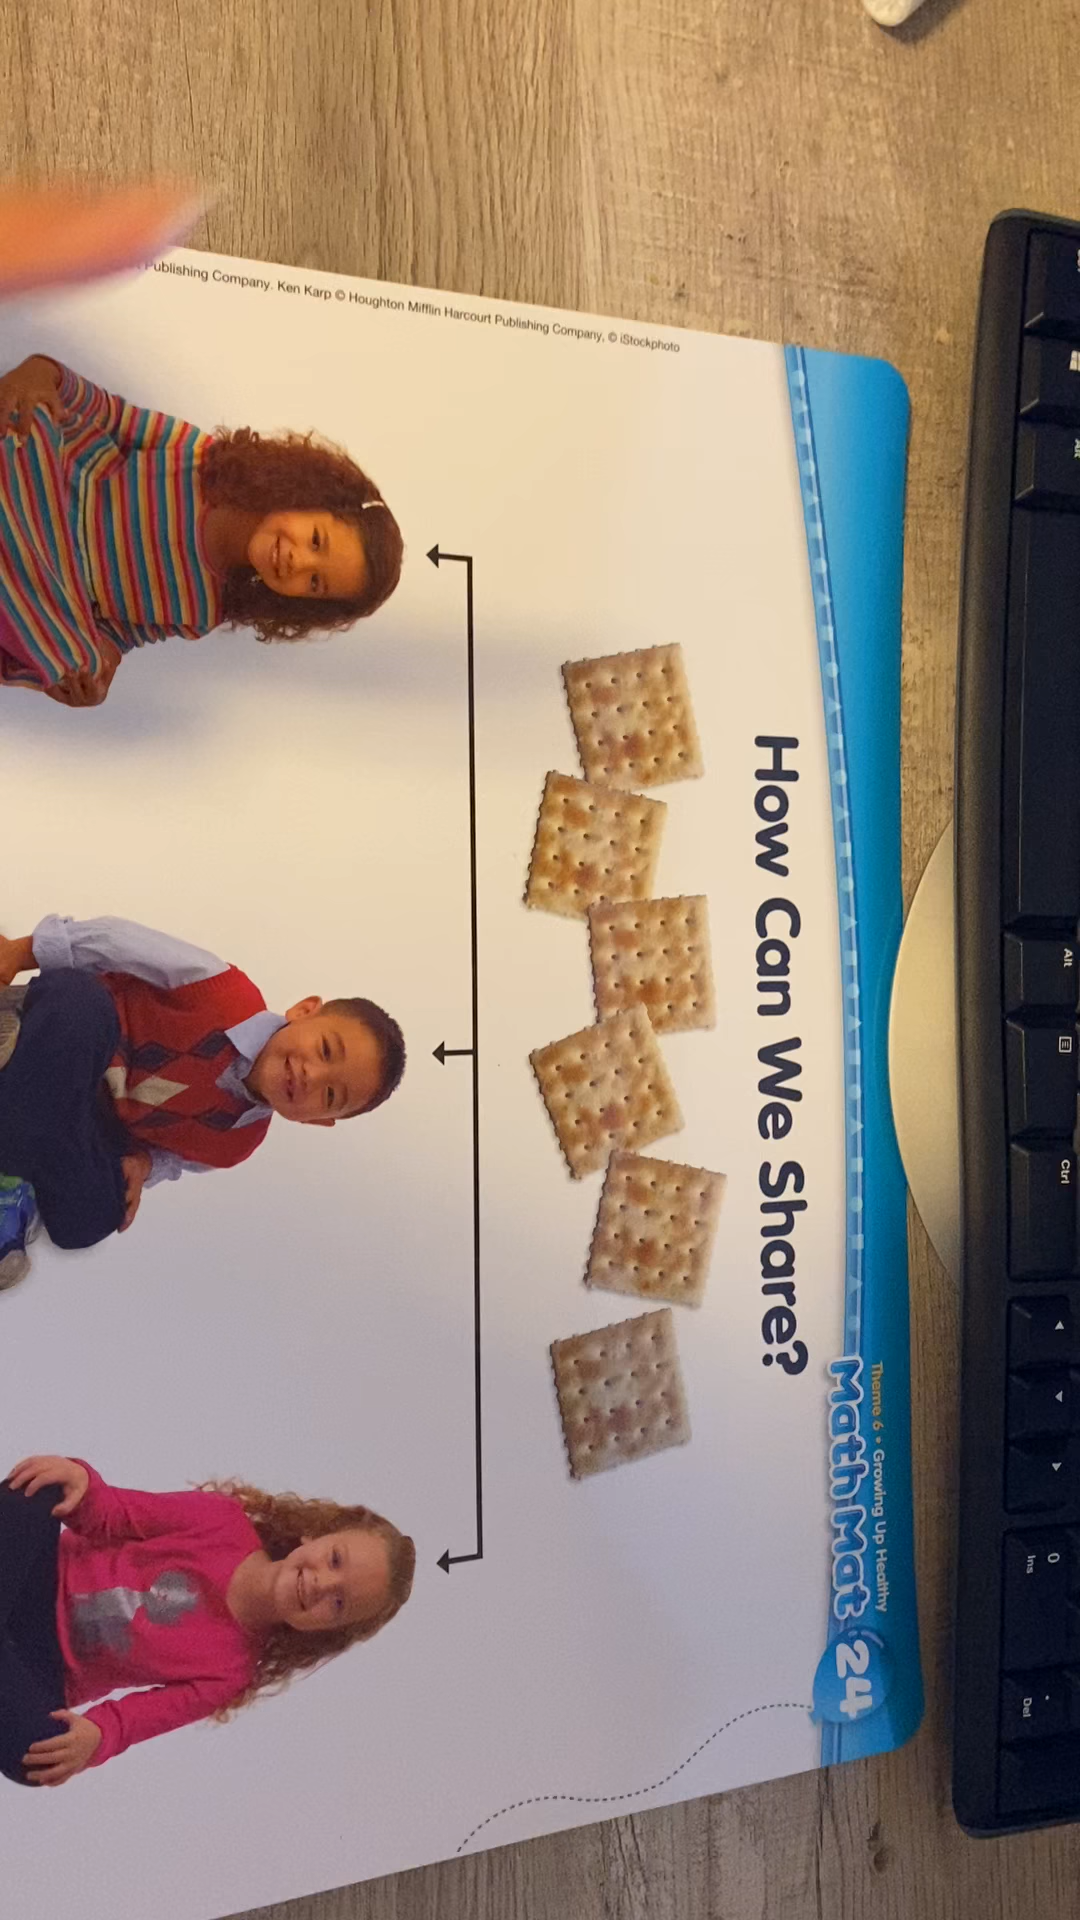 Theme 6 • Growing Up Healthy
Math Mat 24
How Can We Share?
Publishing Company. Ken Karp © Houghton Mifflin Harcourt Publishing Company, © iStockphoto
Alt
Alt
Ctrl
0
Ins
.
Del